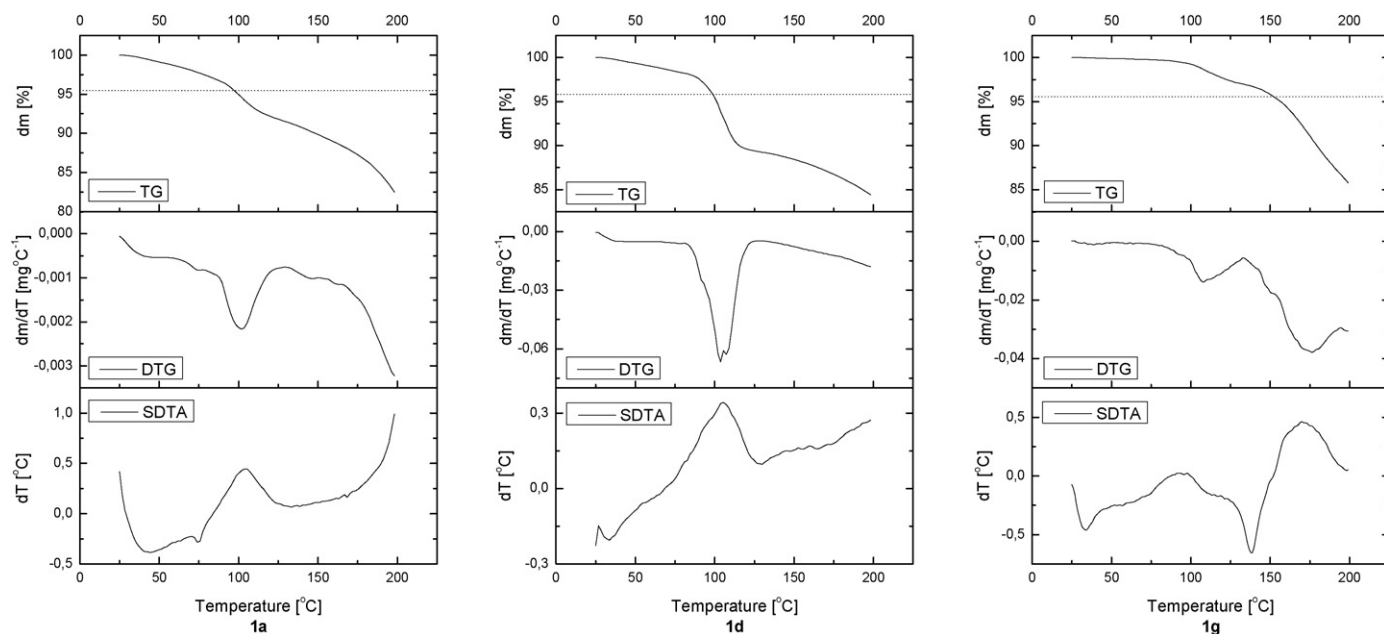 0 50 100 150 200
100
95
90
85
80
dm [%]
TG
0,000
-0,001
-0,002
-0,003
dm/dT [mg°C⁻¹]
DTG
1,0
0,5
0,0
-0,5
dT [°C]
SDTA
0 50 100 150 200
Temperature [°C]
1a
0 50 100 150 200
100
95
90
85
dm [%]
TG
0,00
-0,03
-0,06
dm/dT [mg°C⁻¹]
DTG
0,3
0,0
-0,3
dT [°C]
SDTA
0 50 100 150 200
Temperature [°C]
1d
0 50 100 150 200
100
95
90
85
dm [%]
TG
0,00
-0,02
-0,04
dm/dT [mg°C⁻¹]
DTG
0,5
0,0
-0,5
dT [°C]
SDTA
0 50 100 150 200
Temperature [°C]
1g